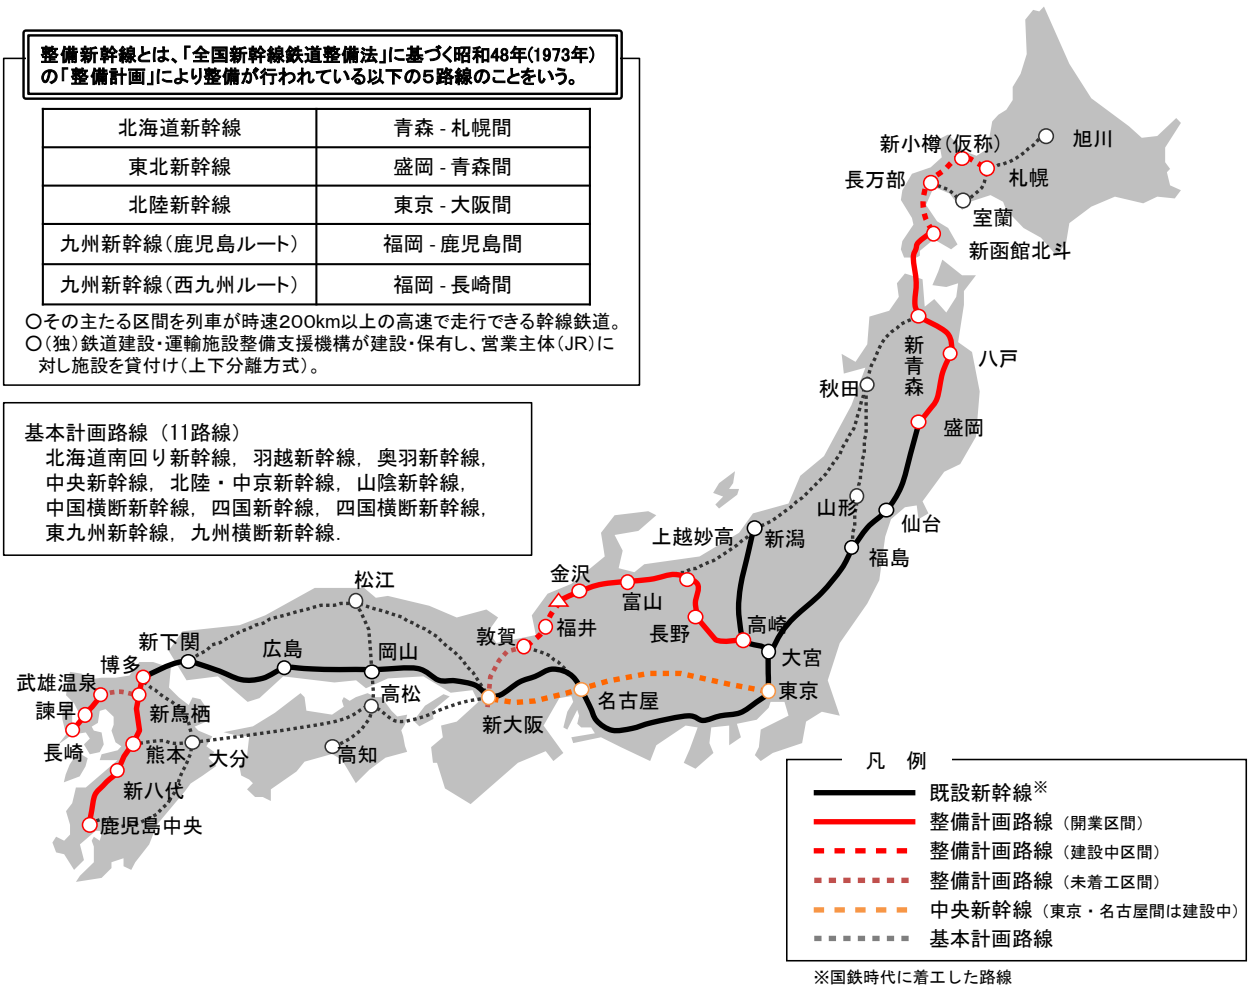 整備新幹線とは、「全国新幹線鉄道整備法」に基づく昭和48年(1973年)
の「整備計画」により整備が行われている以下の5路線のことをいう。
北海道新幹線 青森 - 札幌間
東北新幹線 盛岡 - 青森間
北陸新幹線 東京 - 大阪間
九州新幹線(鹿児島ルート) 福岡 - 鹿児島間
九州新幹線(西九州ルート) 福岡 - 長崎間
○その主たる区間を列車が時速200km以上の高速で走行できる幹線鉄道。
○(独)鉄道建設・運輸施設整備支援機構が建設・保有し、営業主体(JR)に
対し施設を貸付け(上下分離方式)。
基本計画路線 (11路線)
北海道南回り新幹線, 羽越新幹線, 奥羽新幹線,
中央新幹線, 北陸・中京新幹線, 山陰新幹線,
中国横断新幹線, 四国新幹線, 四国横断新幹線,
東九州新幹線, 九州横断新幹線.
新小樽(仮称)
旭川
長万部
札幌
室蘭
新函館北斗
新青森
八戸
秋田
盛岡
山形
仙台
上越妙高
新潟
福島
金沢
富山
松江
福井
長野
高崎
敦賀
新下関
広島
岡山
大宮
博多
武雄温泉
高松
名古屋
東京
諫早
新鳥栖
新大阪
長崎
熊本
大分
高知
新八代
鹿児島中央
凡 例
既設新幹線※
整備計画路線 (開業区間)
整備計画路線 (建設中区間)
整備計画路線 (未着工区間)
中央新幹線 (東京・名古屋間は建設中)
基本計画路線
※国鉄時代に着工した路線